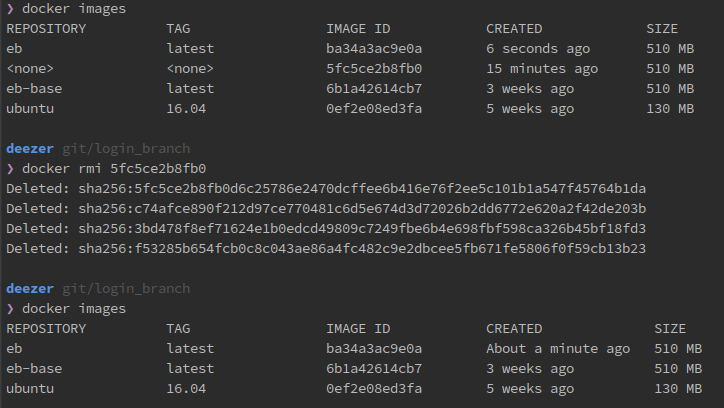 ❯ docker images
REPOSITORY          TAG                 IMAGE ID            CREATED             SIZE
eb                  latest              ba34a3ac9e0a        6 seconds ago       510 MB
<none>              <none>              5fc5ce2b8fb0        15 minutes ago      510 MB
eb-base             latest              6b1a42614cb7        3 weeks ago         510 MB
ubuntu              16.04               0ef2e08ed3fa        5 weeks ago         130 MB
deezer git/login_branch
❯ docker rmi 5fc5ce2b8fb0
Deleted: sha256:5fc5ce2b8fb0d6c25786e2470dcffee6b416e76f2ee5c101b1a547f45764b1da
Deleted: sha256:c74afce890f212d97ce770481c6d5e674d3d72026b2dd6772e620a2f42de203b
Deleted: sha256:3bd478f8ef71624e1b0edcd49809c7249fbe6b4e698fbf598ca326b45bf18fd3
Deleted: sha256:f53285b654fcb0c8c043ae86a4fc482c9e2dbcee5fb671fe5806f0f59cb13b23
deezer git/login_branch
❯ docker images
REPOSITORY          TAG                 IMAGE ID            CREATED              SIZE
eb                  latest              ba34a3ac9e0a        About a minute ago   510 MB
eb-base             latest              6b1a42614cb7        3 weeks ago          510 MB
ubuntu              16.04               0ef2e08ed3fa        5 weeks ago          130 MB